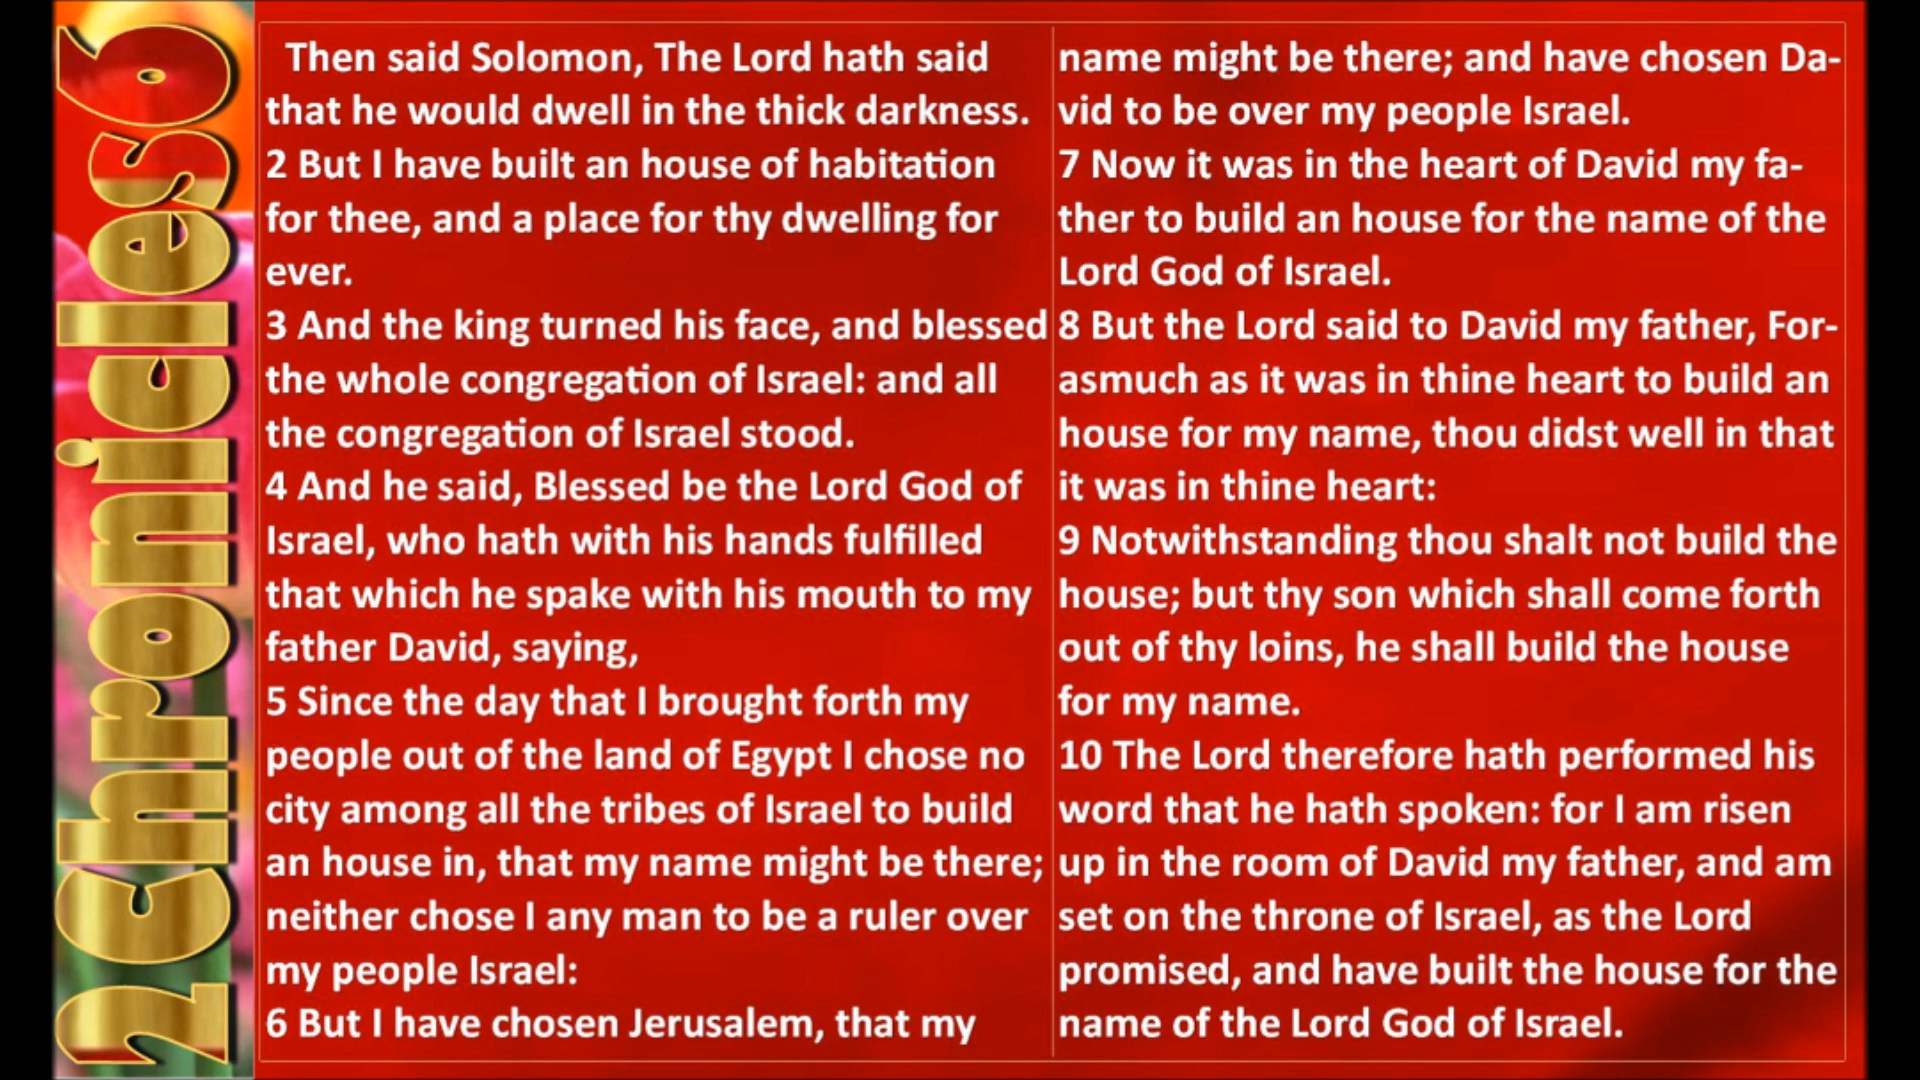 2 chronicles6
Then said Solomon, The Lord hath said
that he would dwell in the thick darkness.
2 But I have built an house of habitation
for thee, and a place for thy dwelling for
ever.
3 And the king turned his face, and blessed
the whole congregation of Israel: and all
the congregation of Israel stood.
4 And he said, Blessed be the Lord God of
Israel, who hath with his hands fulfilled
that which he spake with his mouth to my
father David, saying,
5 Since the day that I brought forth my
people out of the land of Egypt I chose no
city among all the tribes of Israel to build
an house in, that my name might be there;
neither chose I any man to be a ruler over
my people Israel:
6 But I have chosen Jerusalem, that my
name might be there; and have chosen Da-
vid to be over my people Israel.
7 Now it was in the heart of David my fa-
ther to build an house for the name of the
Lord God of Israel.
8 But the Lord said to David my father, For-
asmuch as it was in thine heart to build an
house for my name, thou didst well in that
it was in thine heart:
9 Notwithstanding thou shalt not build the
house; but thy son which shall come forth
out of thy loins, he shall build the house
for my name.
10 The Lord therefore hath performed his
word that he hath spoken: for I am risen
up in the room of David my father, and am
set on the throne of Israel, as the Lord
promised, and have built the house for the
name of the Lord God of Israel.